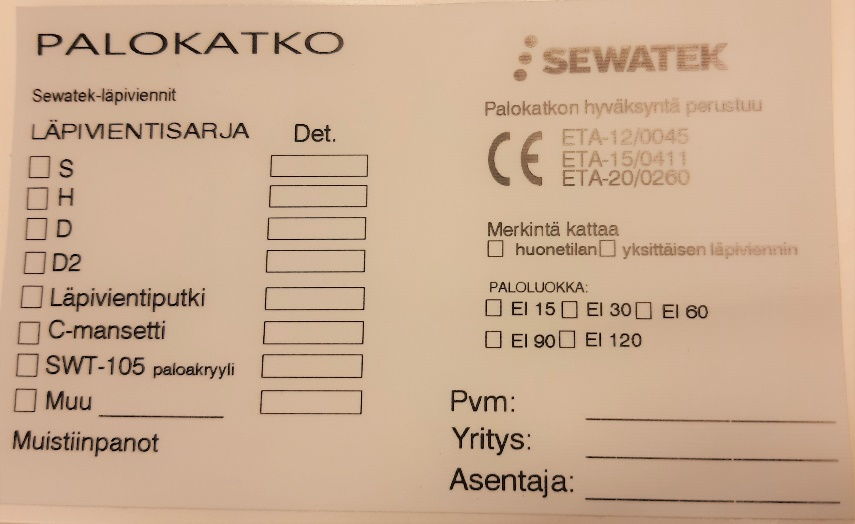 PALOKATKO
Sewatek-läpiviennit
LÄPIVIENTISARJA Det.
S
H
D
D2
Läpivientiputki
C-mansetti
SWT-105 paloakryyli
Muu
Muistiinpanot
SEWATEK
Palokatkon hyväksyntä perustuu
CE ETA-12/0045
ETA-15/0411
ETA-20/0260
Merkintä kattaa
huonetilan yksittäisen läpiviennin
PALOLUOKKA:
EI 15 EI 30 EI 60
EI 90 EI 120
Pvm:
Yritys:
Asentaja: